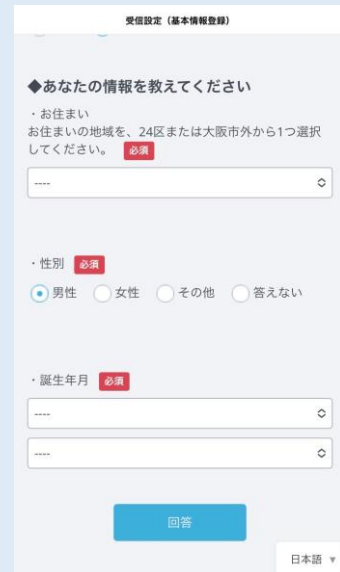 受信設定（基本情報登録）
◆あなたの情報を教えてください
・お住まい
お住まいの地域を、24区または大阪市外から1つ選択
してください。 必須
----
・性別 必須
男性 女性 その他 答えない
・誕生年月 必須
----
----
回答
日本語